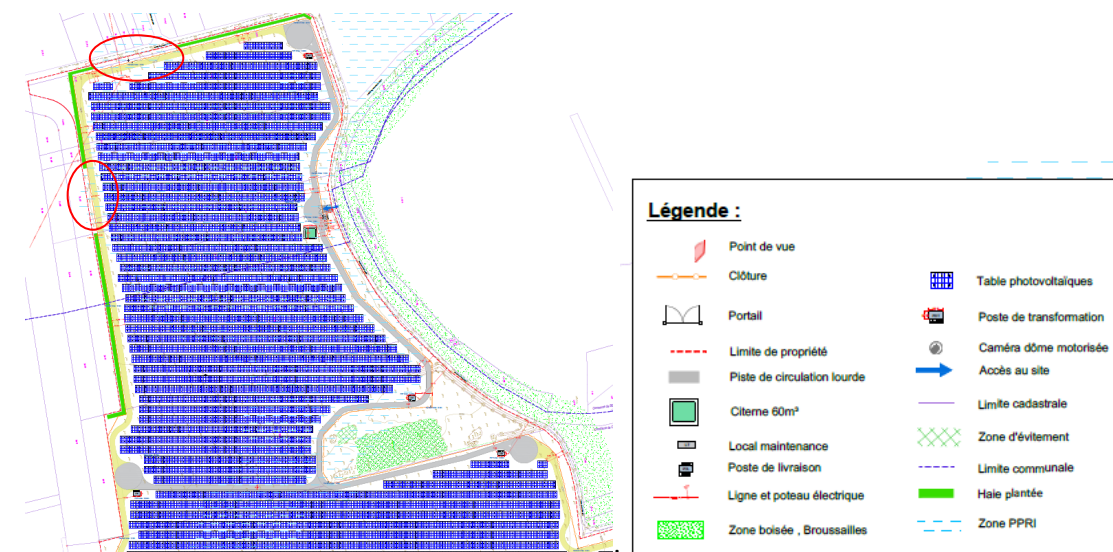 Légende :
Point de vue
Clôture
Portail
Limite de propriété
Piste de circulation lourde
Citerne 60m³
Local maintenance
Poste de livraison
Ligne et poteau électrique
Zone boisée , Broussailles
Table photovoltaïques
Poste de transformation
Caméra dôme motorisée
Accès au site
Limite cadastrale
Zone d'évitement
Limite communale
Haie plantée
Zone PPRI